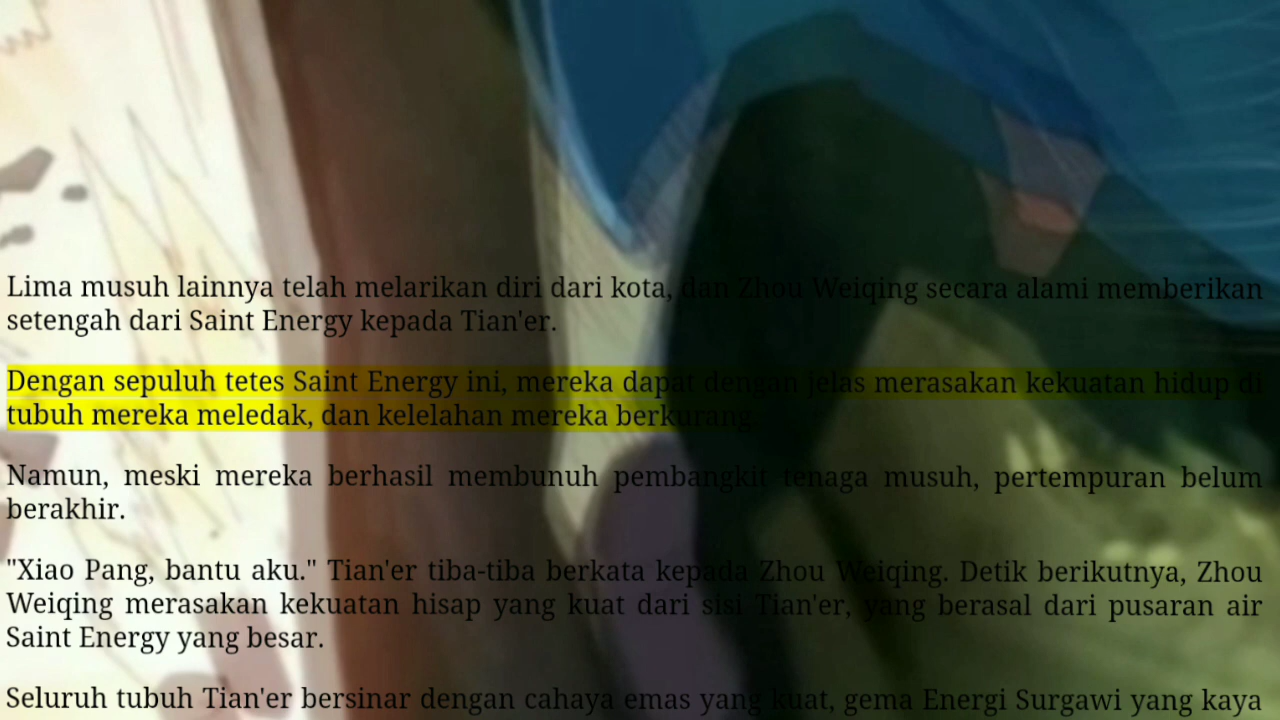 Lima musuh lainnya telah melarikan diri dari kota, dan Zhou Weiqing secara alami memberikan
setengah dari Saint Energy kepada Tian'er.
Dengan sepuluh tetes Saint Energy ini, mereka dapat dengan jelas merasakan kekuatan hidup di
tubuh mereka meledak, dan kelelahan mereka berkurang.
Namun, meski mereka berhasil membunuh pembangkit tenaga musuh, pertempuran belum
berakhir.
"Xiao Pang, bantu aku." Tian'er tiba-tiba berkata kepada Zhou Weiqing. Detik berikutnya, Zhou
Weiqing merasakan kekuatan hisap yang kuat dari sisi Tian'er, yang berasal dari pusaran air
Saint Energy yang besar.
Seluruh tubuh Tian'er bersinar dengan cahaya emas yang kuat, gema Energi Surgawi yang kaya